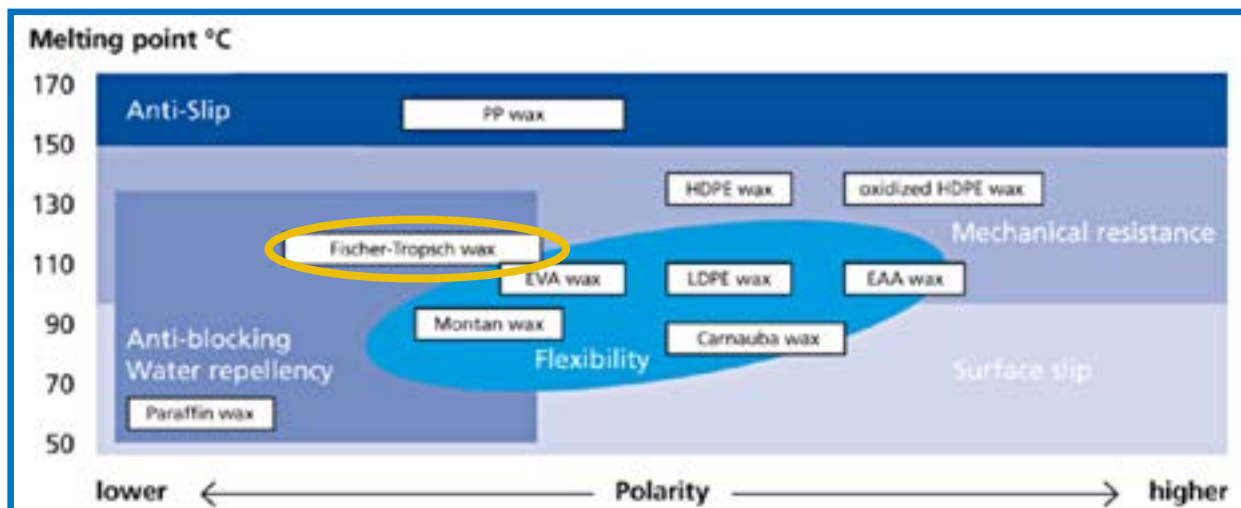 Melting point °C
170
Anti-Slip
PP wax
150
HDPE wax
oxidized HDPE wax
130
Mechanical resistance
Fischer-Tropsch wax
110
EVA wax
LDPE wax
EAA wax
90
Montan wax
Carnauba wax
Anti-blocking
Water repellency
Flexibility
Surface slip
70
Paraffin wax
50
lower
Polarity
higher